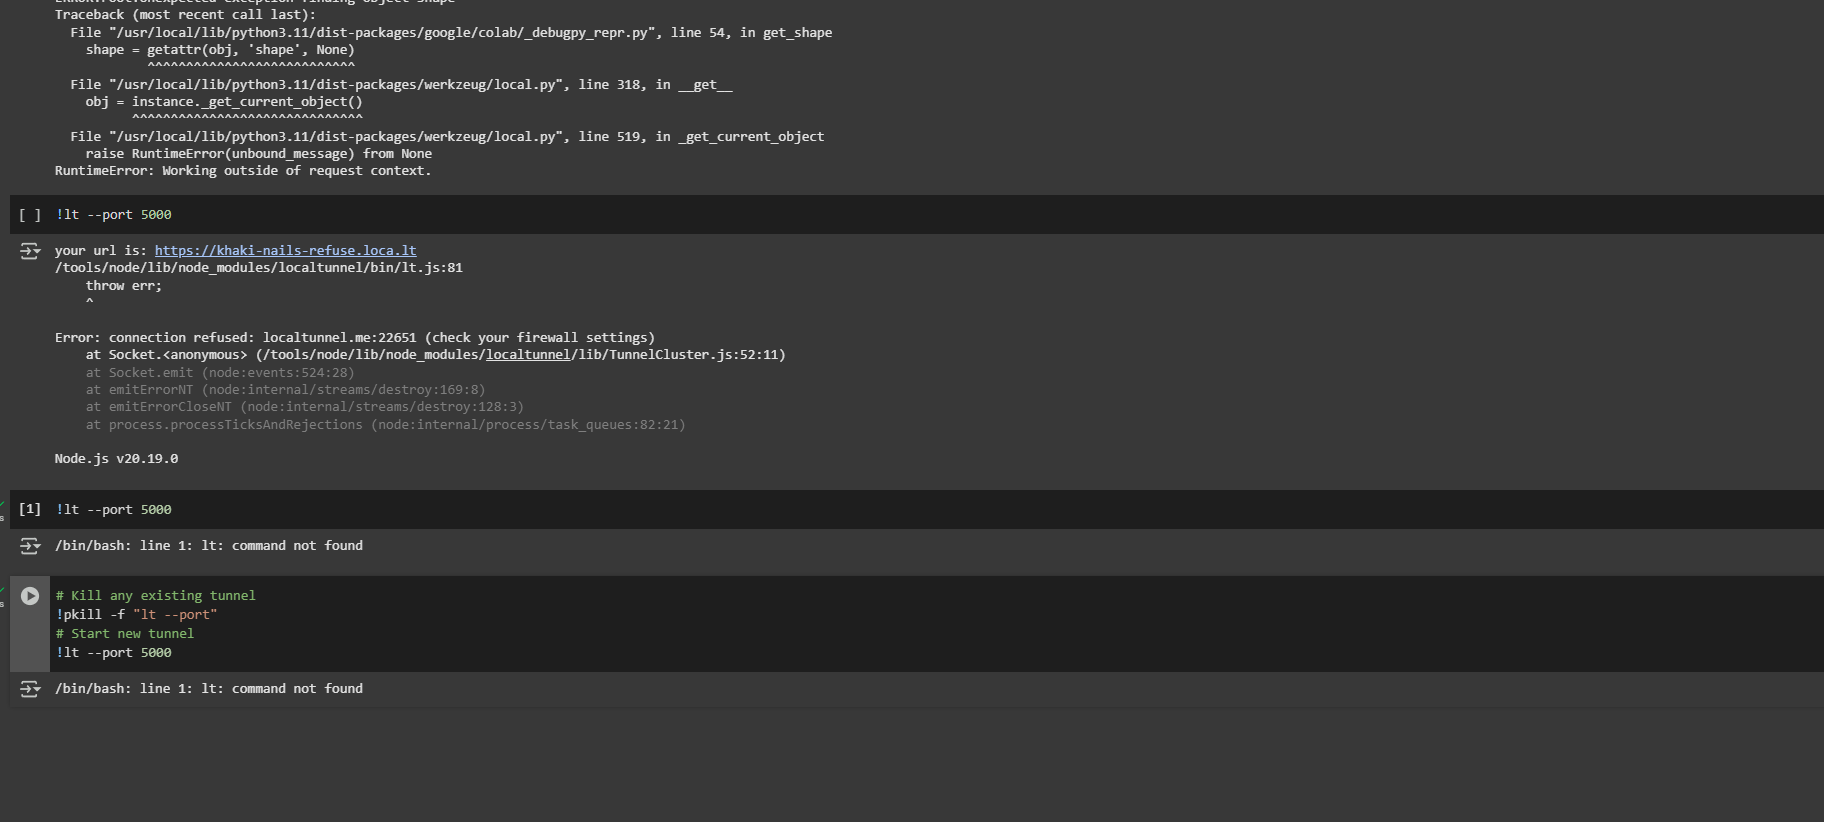 Traceback (most recent call last):
  File "/usr/local/lib/python3.11/dist-packages/google/colab/_debugpy_repr.py", line 54, in get_shape
    shape = getattr(obj, 'shape', None)
            ^^^^^^^^^^^^^^^^^^^^^^^^^^^
  File "/usr/local/lib/python3.11/dist-packages/werkzeug/local.py", line 318, in __get__
    obj = instance._get_current_object()
          ^^^^^^^^^^^^^^^^^^^^^^^^^^^^^^
  File "/usr/local/lib/python3.11/dist-packages/werkzeug/local.py", line 519, in _get_current_object
    raise RuntimeError(unbound_message) from None
RuntimeError: Working outside of request context.
[ ] !lt --port 5000
your url is: https://khaki-nails-refuse.loca.lt
/tools/node/lib/node_modules/localtunnel/bin/lt.js:81
    throw err;
    ^
Error: connection refused: localtunnel.me:22651 (check your firewall settings)
    at Socket.<anonymous> (/tools/node/lib/node_modules/localtunnel/lib/TunnelCluster.js:52:11)
    at Socket.emit (node:events:524:28)
    at emitErrorNT (node:internal/streams/destroy:169:8)
    at emitErrorCloseNT (node:internal/streams/destroy:128:3)
    at process.processTicksAndRejections (node:internal/process/task_queues:82:21)
Node.js v20.19.0
[1] !lt --port 5000
s
/bin/bash: line 1: lt: command not found
# Kill any existing tunnel
s
!pkill -f "lt --port"
# Start new tunnel
!lt --port 5000
/bin/bash: line 1: lt: command not found